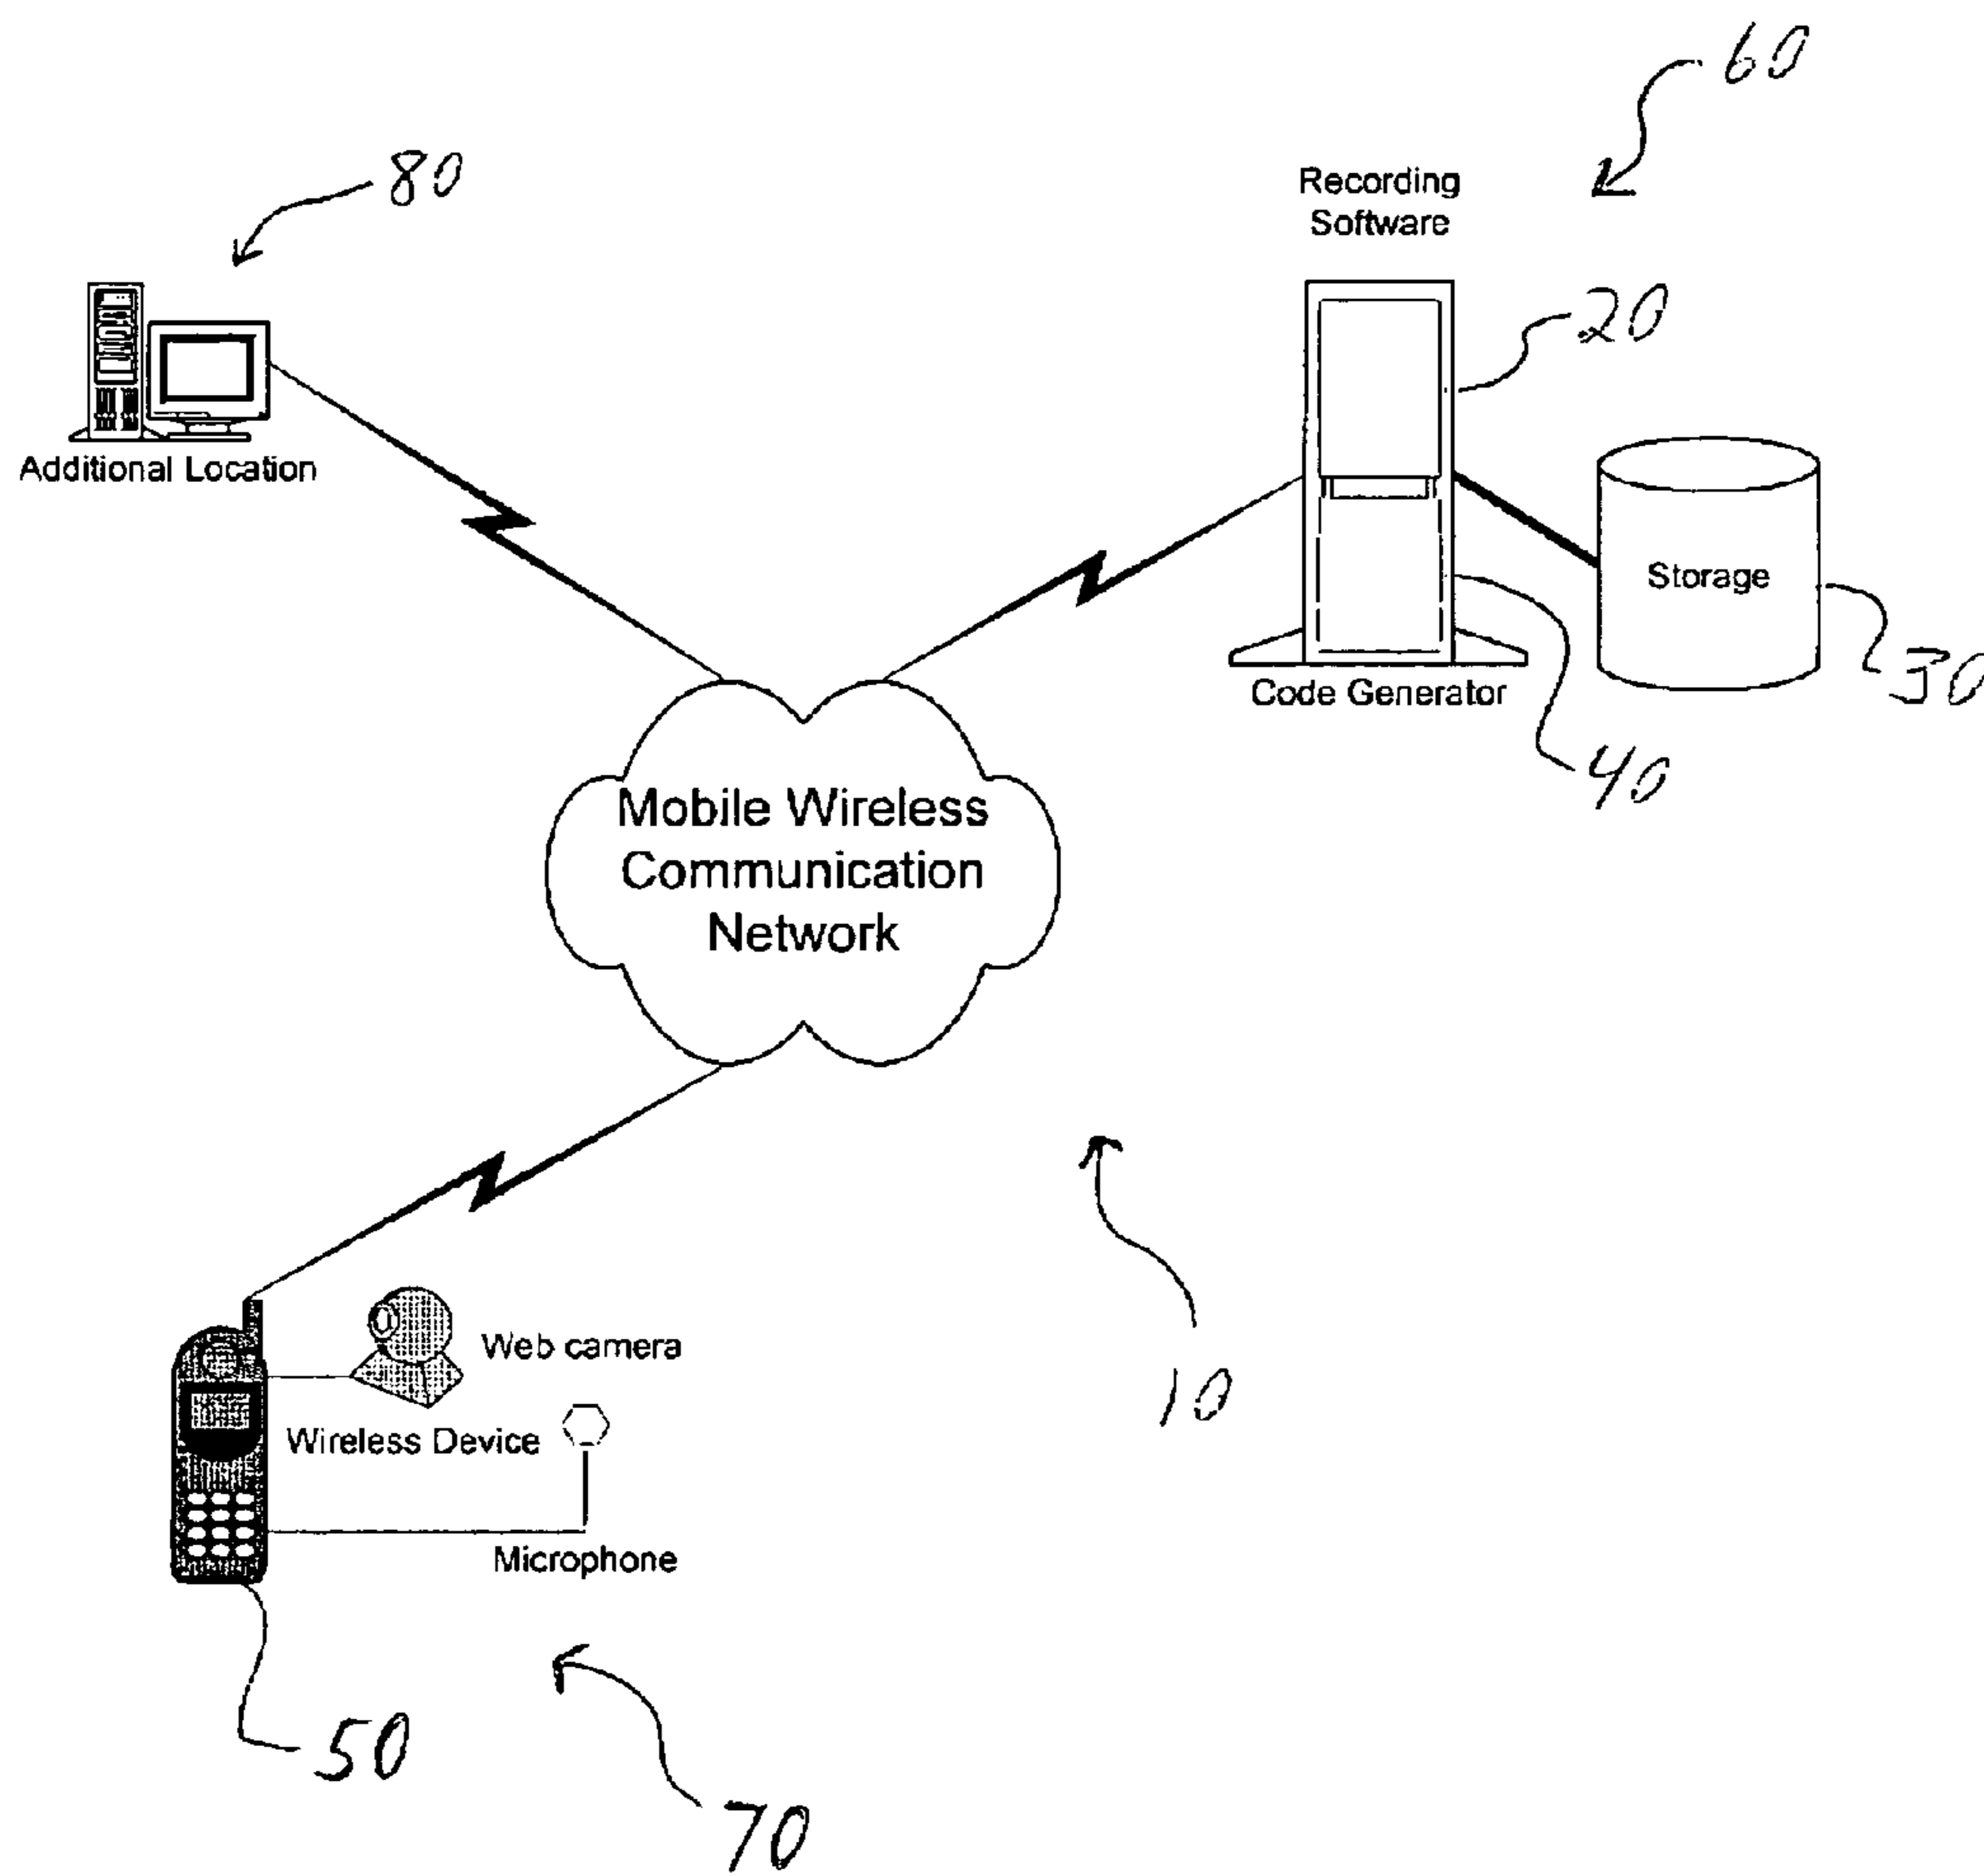 60
80
Recording
Software
20
Additional Location
Storage
30
Code Generator
40
Mobile Wireless
Communication
Network
Web camera
10
Wireless Device
Microphone
50
70